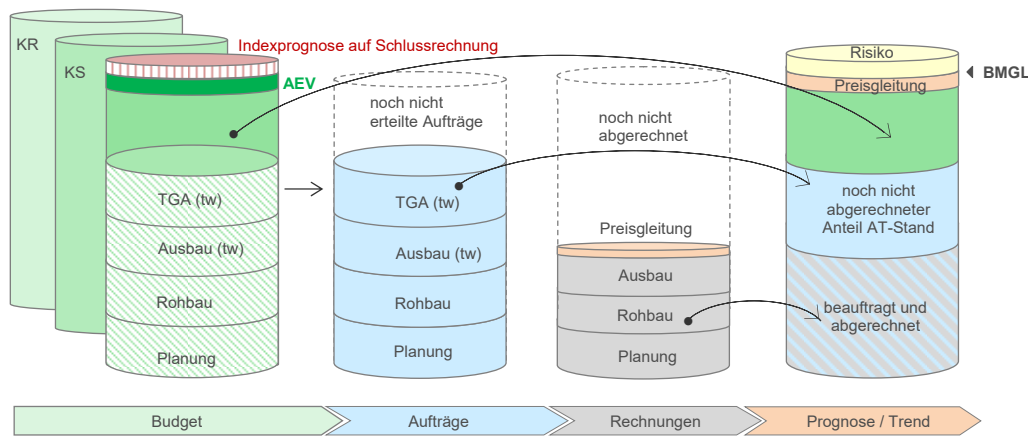 KR
KS
Indexprognose auf Schlussrechnung
AEV
TGA (tw)
Ausbau (tw)
Rohbau
Planung
noch nicht
erteilte Aufträge
TGA (tw)
Ausbau (tw)
Rohbau
Planung
noch nicht
abgerechnet
Preisgleitung
Ausbau
Rohbau
Planung
Risiko
BMGL
Preisgleitung
noch nicht
abgerechneter
Anteil AT-Stand
beauftragt und
abgerechnet
Budget
Aufträge
Rechnungen
Prognose / Trend